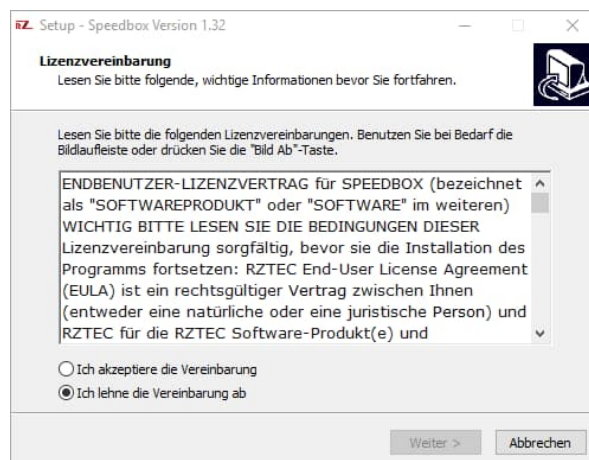 RZ Setup - Speedbox Version 1.32
Lizenzvereinbarung
Lesen Sie bitte folgende, wichtige Informationen bevor Sie fortfahren.
Lesen Sie bitte die folgenden Lizenzvereinbarungen. Benutzen Sie bei Bedarf die
Bildlaufleiste oder drücken Sie die "Bild Ab"-Taste.
ENDBENUTZER-LIZENZVERTRAG für SPEEDBOX (bezeichnet
als "SOFTWAREPRODUKT" oder "SOFTWARE" im weiteren)
WICHTIG BITTE LESEN SIE DIE BEDINGUNGEN DIESER
Lizenzvereinbarung sorgfältig, bevor sie die Installation des
Programms fortsetzen: RZTEC End-User License Agreement
(EULA) ist ein rechtsgültiger Vertrag zwischen Ihnen
(entweder eine natürliche oder eine juristische Person) und
RZTEC für die RZTEC Software-Produkt(e) und
Ich akzeptiere die Vereinbarung
Ich lehne die Vereinbarung ab
Weiter >
Abbrechen